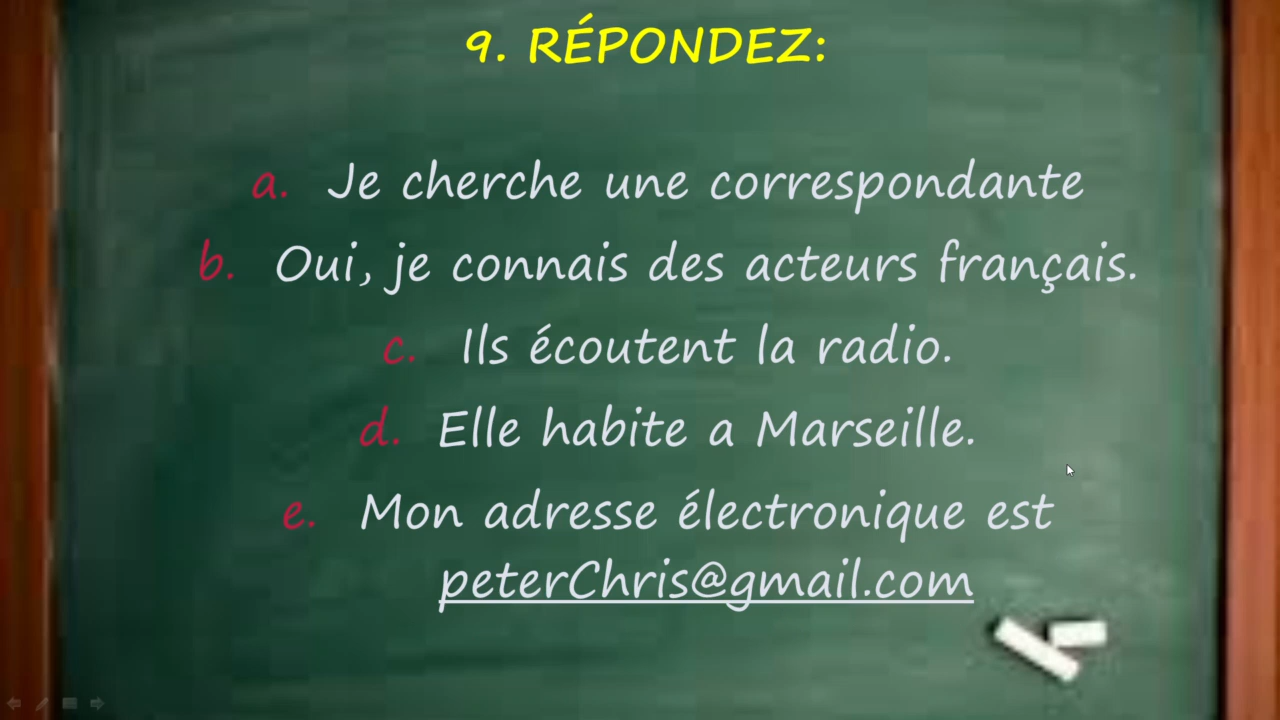 9. RÉPONDEZ:
a. Je cherche une correspondante
b. Oui, je connais des acteurs français.
c. Ils écoutent la radio.
d. Elle habite a Marseille.
e. Mon adresse électronique est
peterChris@gmail.com